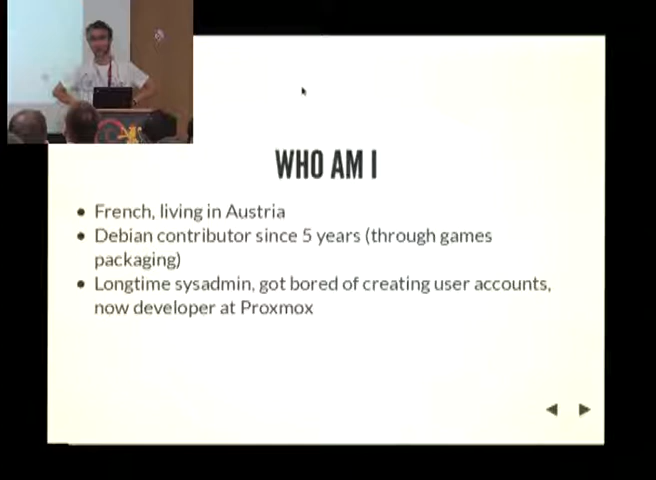 WHO AM I
French, living in Austria
Debian contributor since 5 years (through games
packaging)
Longtime sysadmin, got bored of creating user accounts,
now developer at Proxmox